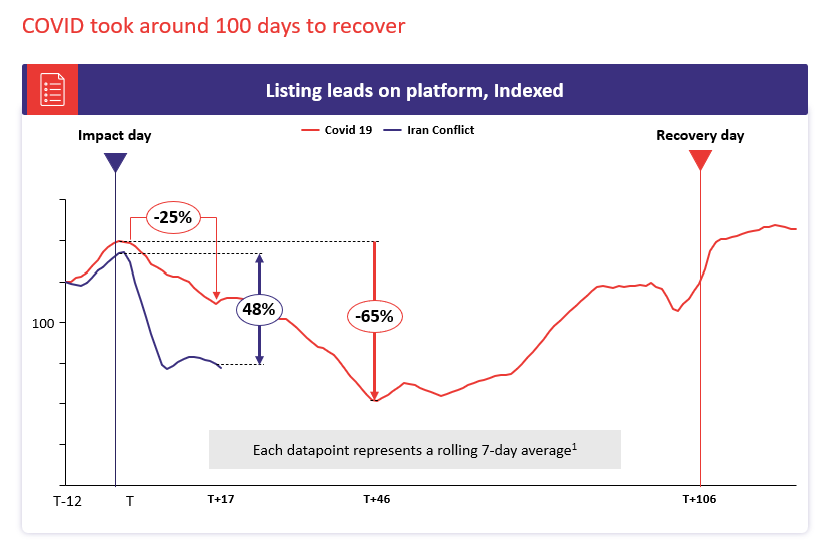 COVID took around 100 days to recover
Listing leads on platform, Indexed
Impact day
Covid 19
Iran Conflict
Recovery day
-25%
48%
-65%
100
Each datapoint represents a rolling 7-day average1
T-12
T
T+17
T+46
T+106